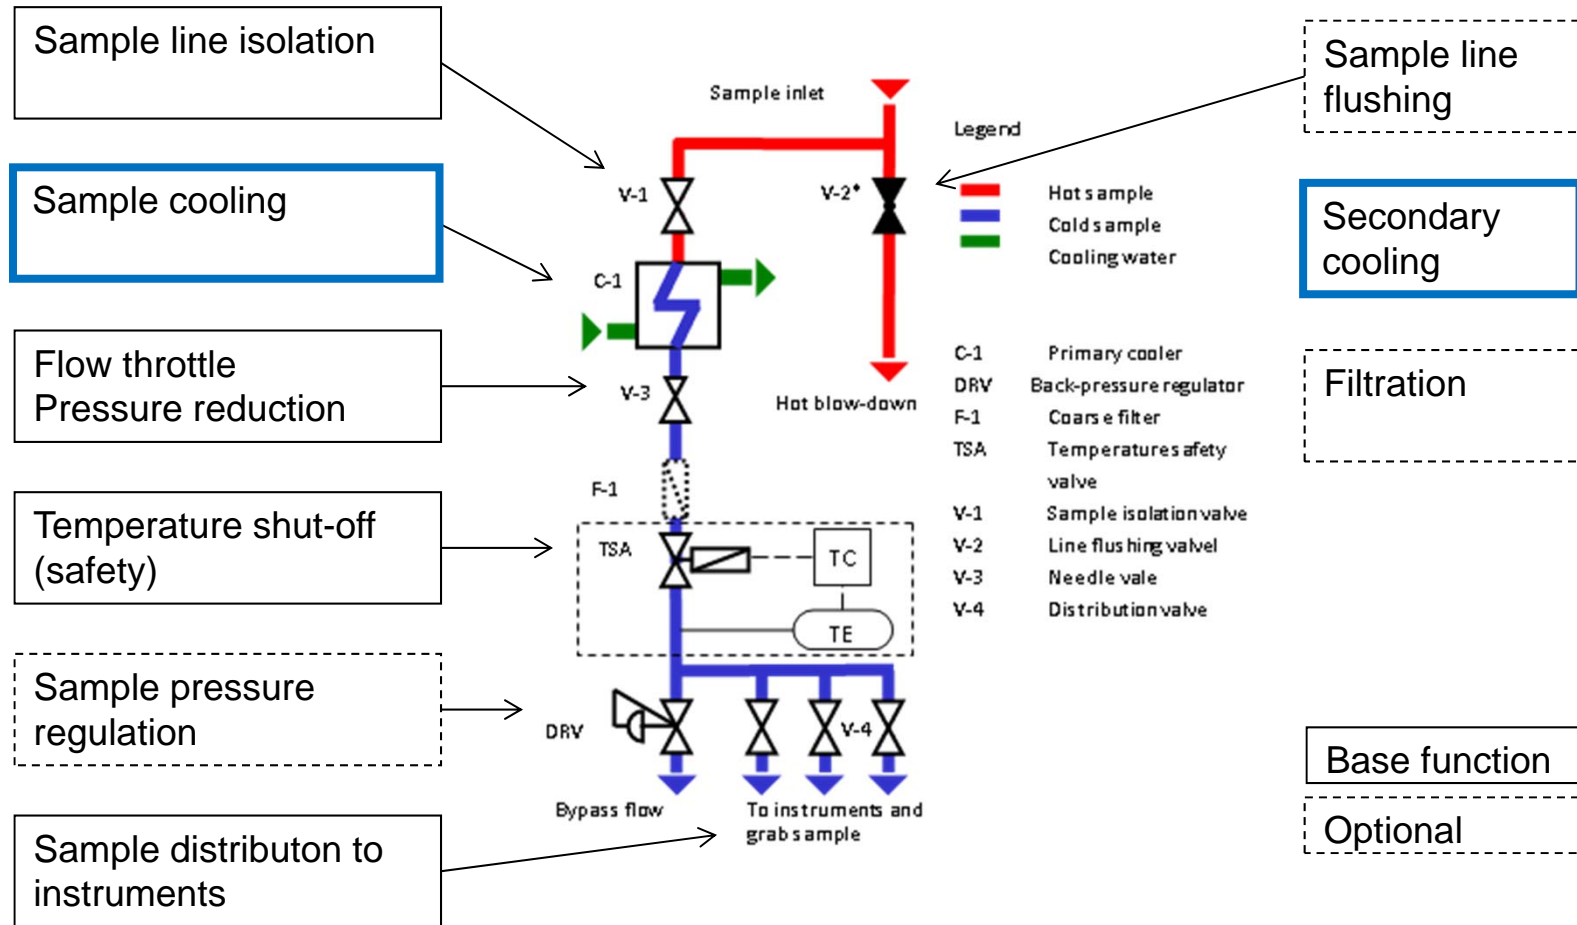 Sample line isolation
Sample cooling
Flow throttle
Pressure reduction
Temperature shut-off
(safety)
Sample pressure
regulation
Sample distributon to
instruments
Sample inlet
V-1
V-2*
C-1
V-3
Hot blow-down
F-1
TSA
TC
TE
DRV
V-4
Bypass flow
To instruments and
grab sample
Legend
Hot sample
Cold sample
Cooling water
C-1 Primary cooler
DRV Back-pressure regulator
F-1 Coarse filter
TSA Temperature safety
valve
V-1 Sample isolation valve
V-2 Line flushing valvel
V-3 Needle vale
V-4 Distribution valve
Sample line
flushing
Secondary
cooling
Filtration
Base function
Optional